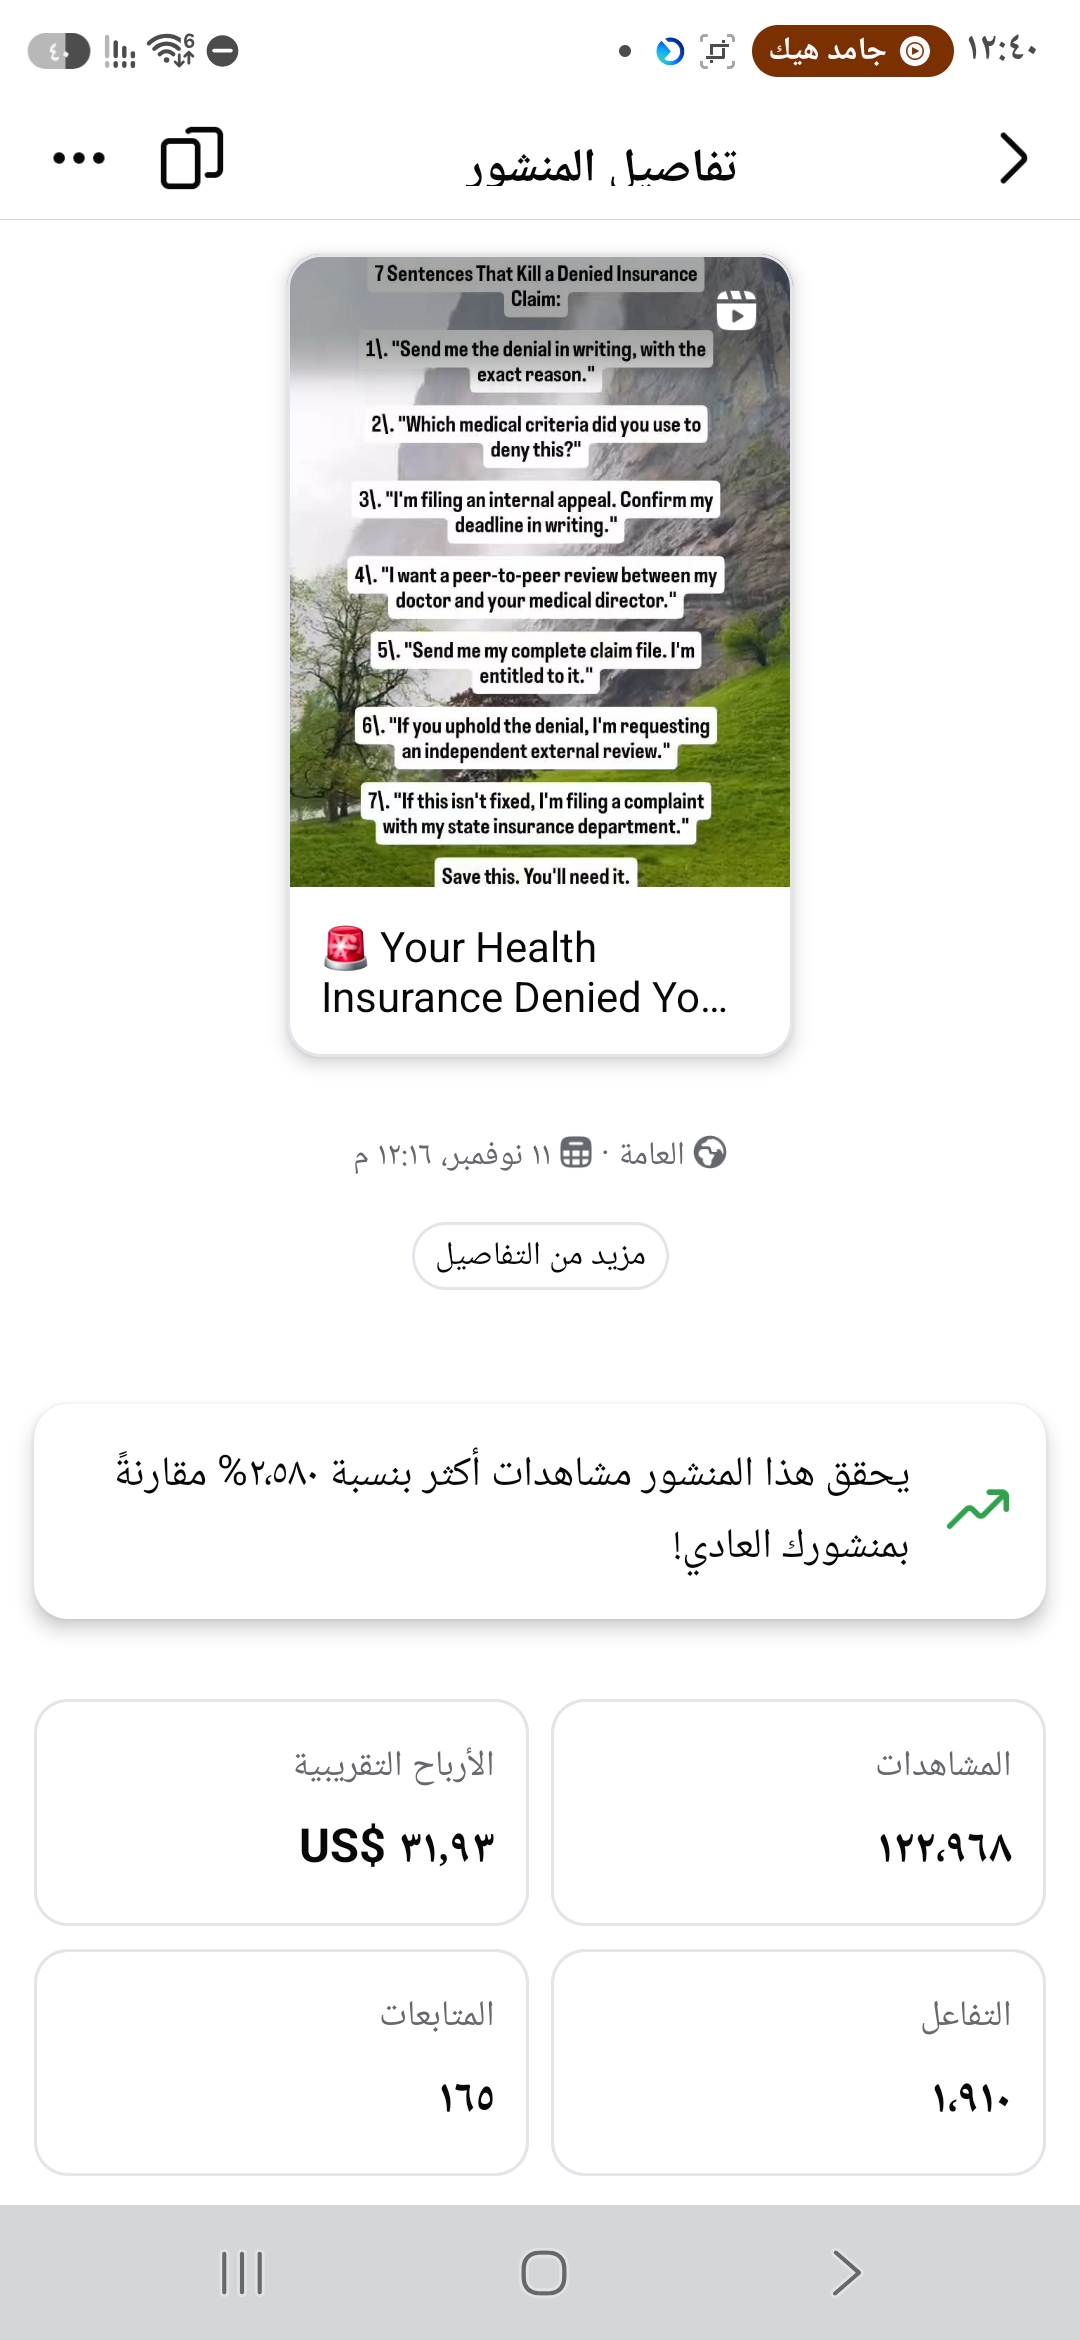 ١٢:٤٠
جامد هيك
6
٤٠
تفاصيل المنشور
7 Sentences That Kill a Denied Insurance
Claim:
1\. "Send me the denial in writing, with the
exact reason."
2\. "Which medical criteria did you use to
deny this?"
3\. "I'm filing an internal appeal. Confirm my
deadline in writing."
4\. "I want a peer-to-peer review between my
doctor and your medical director."
5\. "Send me my complete claim file. I'm
entitled to it."
6\. "If you uphold the denial, I'm requesting
an independent external review."
7\. "If this isn't fixed, I'm filing a complaint
with my state insurance department."
Save this. You'll need it.
🚨 Your Health
Insurance Denied Yo...
العامة · ١١ نوفمبر، ١٢:١٦ م
مزيد من التفاصيل
يحقق هذا المنشور مشاهدات أكثر بنسبة ٢،٥٨٠% مقارنةً
بمنشورك العادي!
المشاهدات
١٢٢،٩٦٨
الأرباح التقريبية
US$ ٣١,٩٣
التفاعل
١،٩١٠
المتابعات
١٦٥